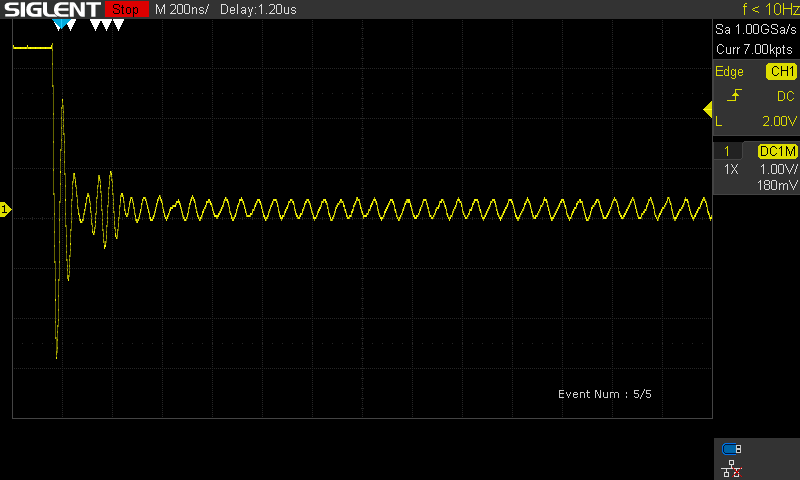 SIGLENT Stop M 200ns/ Delay:1.20us f < 10Hz
Sa 1.00GSa/s
Curr 7.00kpts
Edge CH1
DC
L 2.00V
1 DC1M
1X 1.00V/
180mV
1
Event Num : 5/5